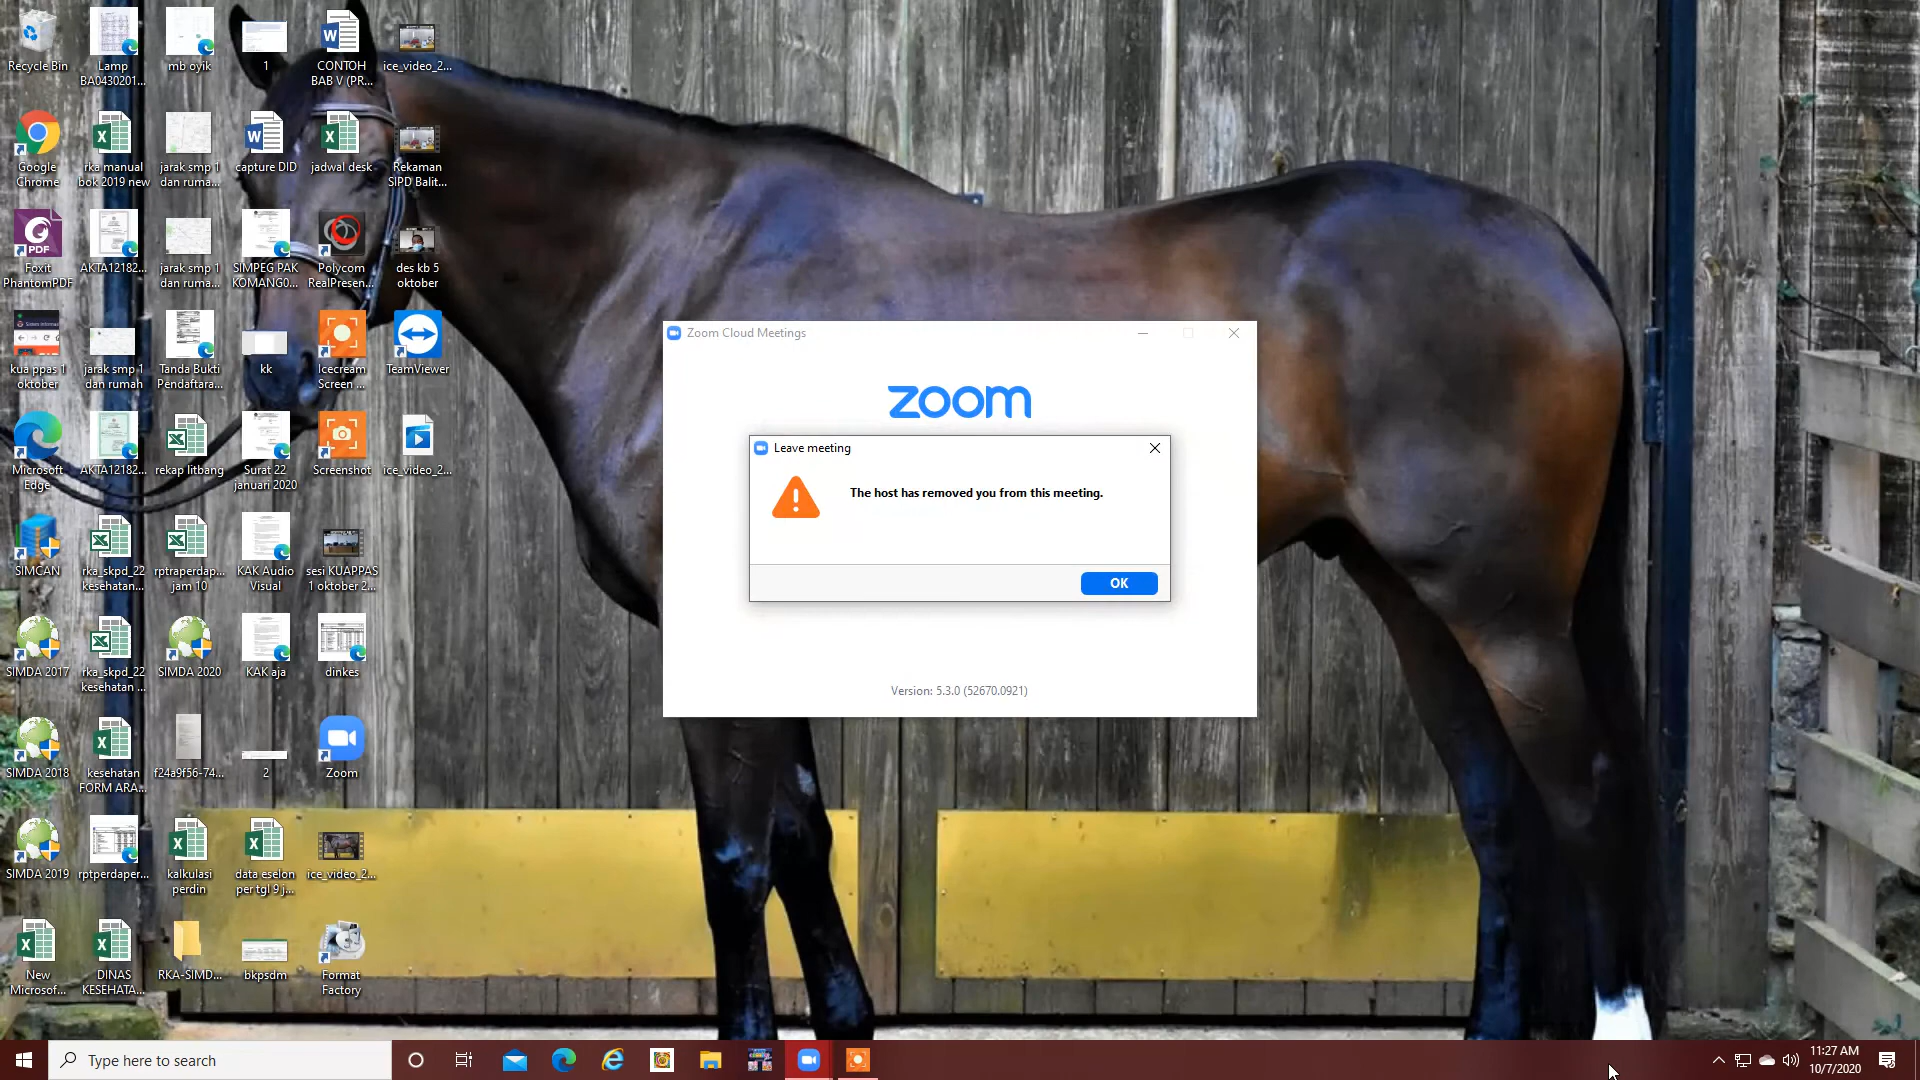 Recycle Bin
Lamp
BA0430201...
mb oyik
1
CONTOH
BAB V (PR...
ice_video_2...
Google
Chrome
rka manual
bok 2019 new
jarak smp 1
dan ruma...
capture DID
jadwal desk
Rekaman
SIPD Balit...
Foxit
PhantomPDF
AKTA12182...
jarak smp 1
dan ruma...
SIMPEG PAK
KOMANG0...
Polycom
RealPresen...
des kb 5
oktober
kua ppas 1
oktober
jarak smp 1
dan rumah
Tanda Bukti
Pendaftara...
kk
Icecream
Screen ...
TeamViewer
Microsoft
Edge
AKTA12182...
rekap litbang
Surat 22
januari 2020
Screenshot
ice_video_2...
SIMCAN
rka_skpd_22
kesehatan...
rptraperdap...
jam 10
KAK Audio
Visual
sesi KUAPPAS
1 oktober 2...
SIMDA 2017
rka_skpd_22
kesehatan ...
SIMDA 2020
KAK aja
dinkes
SIMDA 2018
kesehatan
FORM ARA...
f24a9f56-74...
2
Zoom
SIMDA 2019
rptperdaper...
kalkulasi
perdin
data eselon
per tgl 9 j...
ice_video_2...
New
Microsof...
DINAS
KESEHATA...
RKA-SIMD...
bkpsdm
Format
Factory
Zoom Cloud Meetings
zoom
Leave meeting
The host has removed you from this meeting.
OK
Version: 5.3.0 (52670.0921)
Type here to search
11:27 AM
10/7/2020